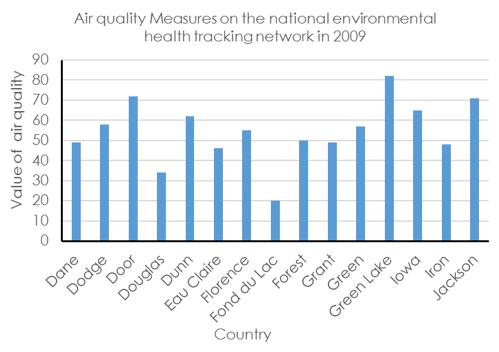 Air quality Measures on the national environmental
health tracking network in 2009
Value of  air quality
90
80
70
60
50
40
30
20
10
0
Dane
Dodge
Door
Douglas
Dunn
Eau Claire
Florence
Fond du Lac
Forest
Grant
Green
Green Lake
Iowa
Iron
Jackson
Country